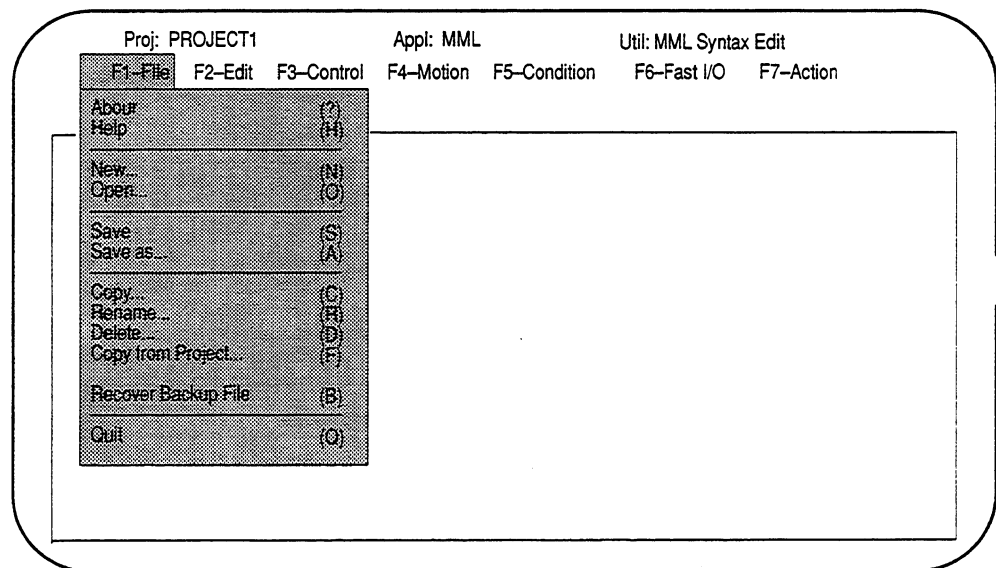 Proj: PROJECT1 Appl: MML Util: MML Syntax Edit
F1–File F2–Edit F3–Control F4–Motion F5–Condition F6–Fast I/O F7–Action
Abour (?)
Help (H)
New... (N)
Open... (O)
Save (S)
Save as... (A)
Copy... (C)
Rename... (R)
Delete... (D)
Copy from Project... (F)
Recover Backup File (B)
Quit (Q)